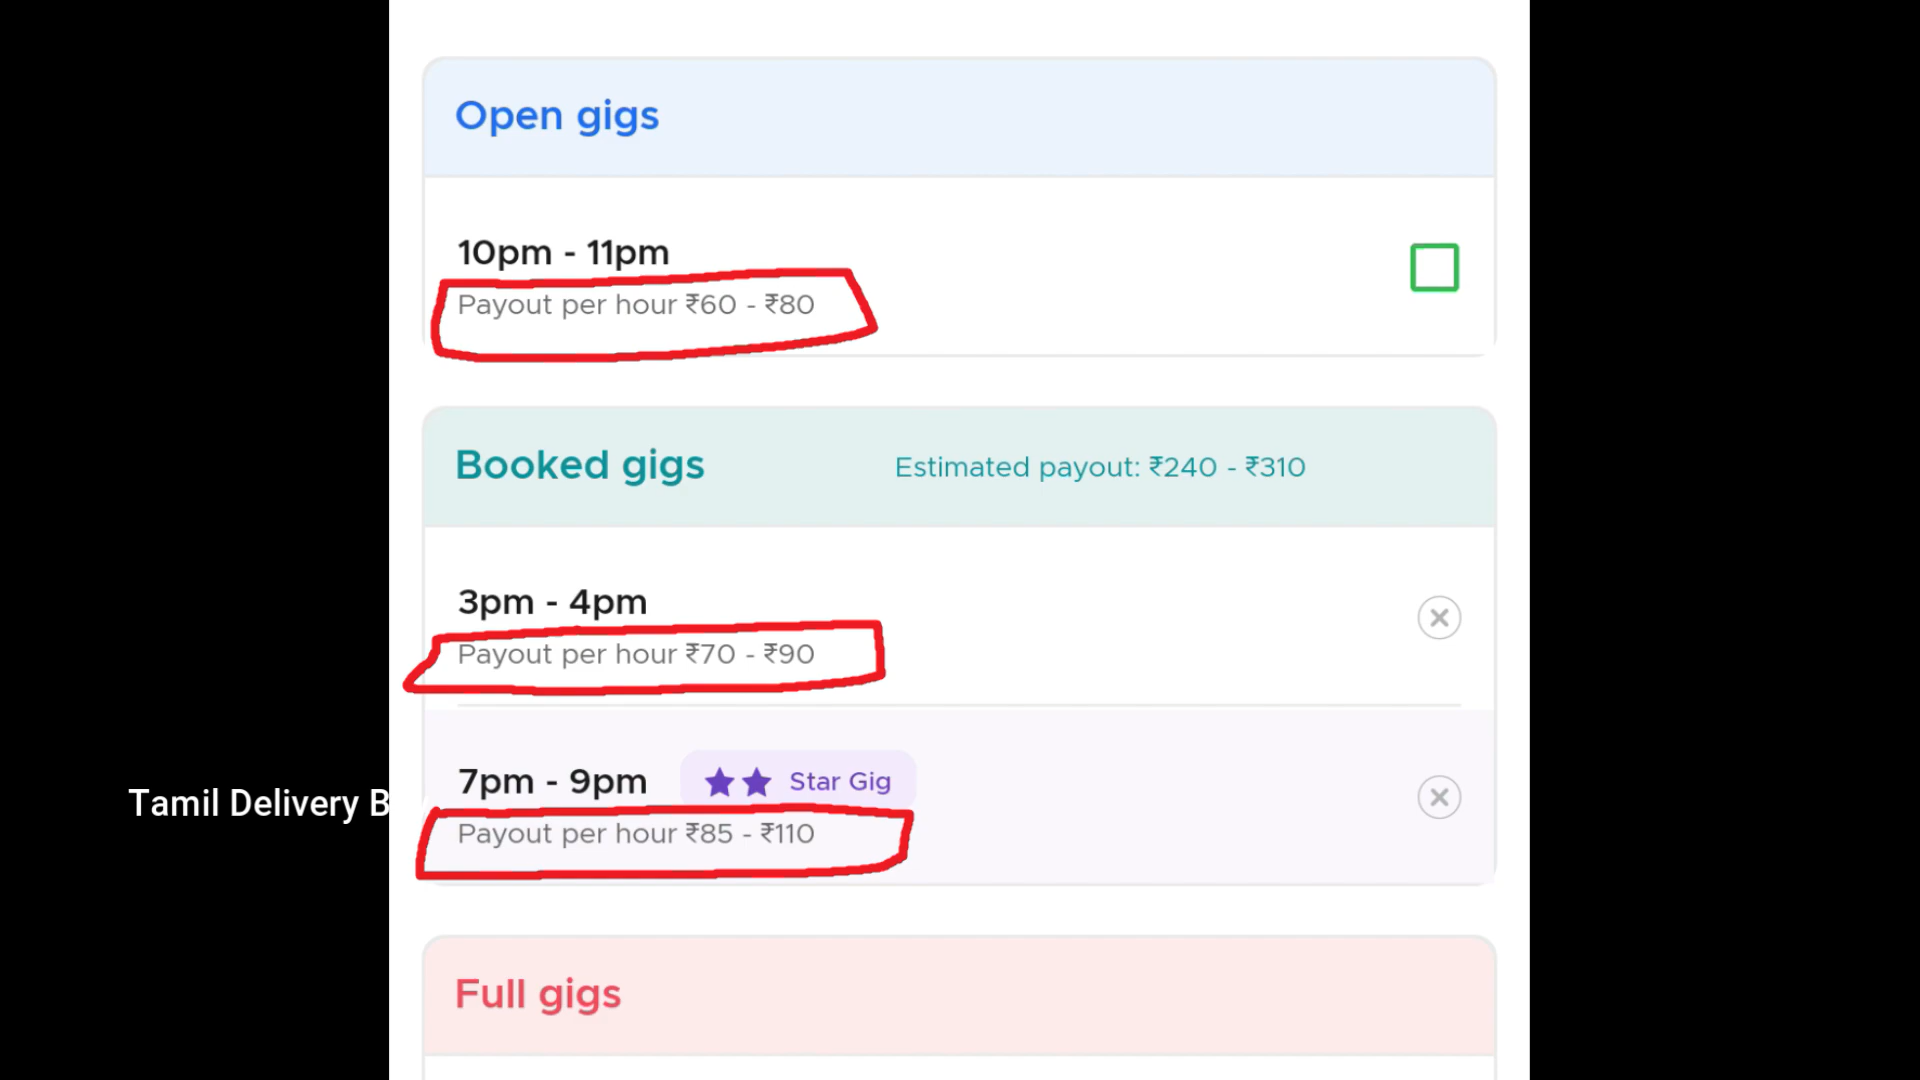 Open gigs
10pm - 11pm
Payout per hour ₹60 - ₹80
Booked gigs
Estimated payout: ₹240 - ₹310
3pm - 4pm
Payout per hour ₹70 - ₹90
7pm - 9pm
Star Gig
Payout per hour ₹85 - ₹110
Tamil Delivery B
Full gigs